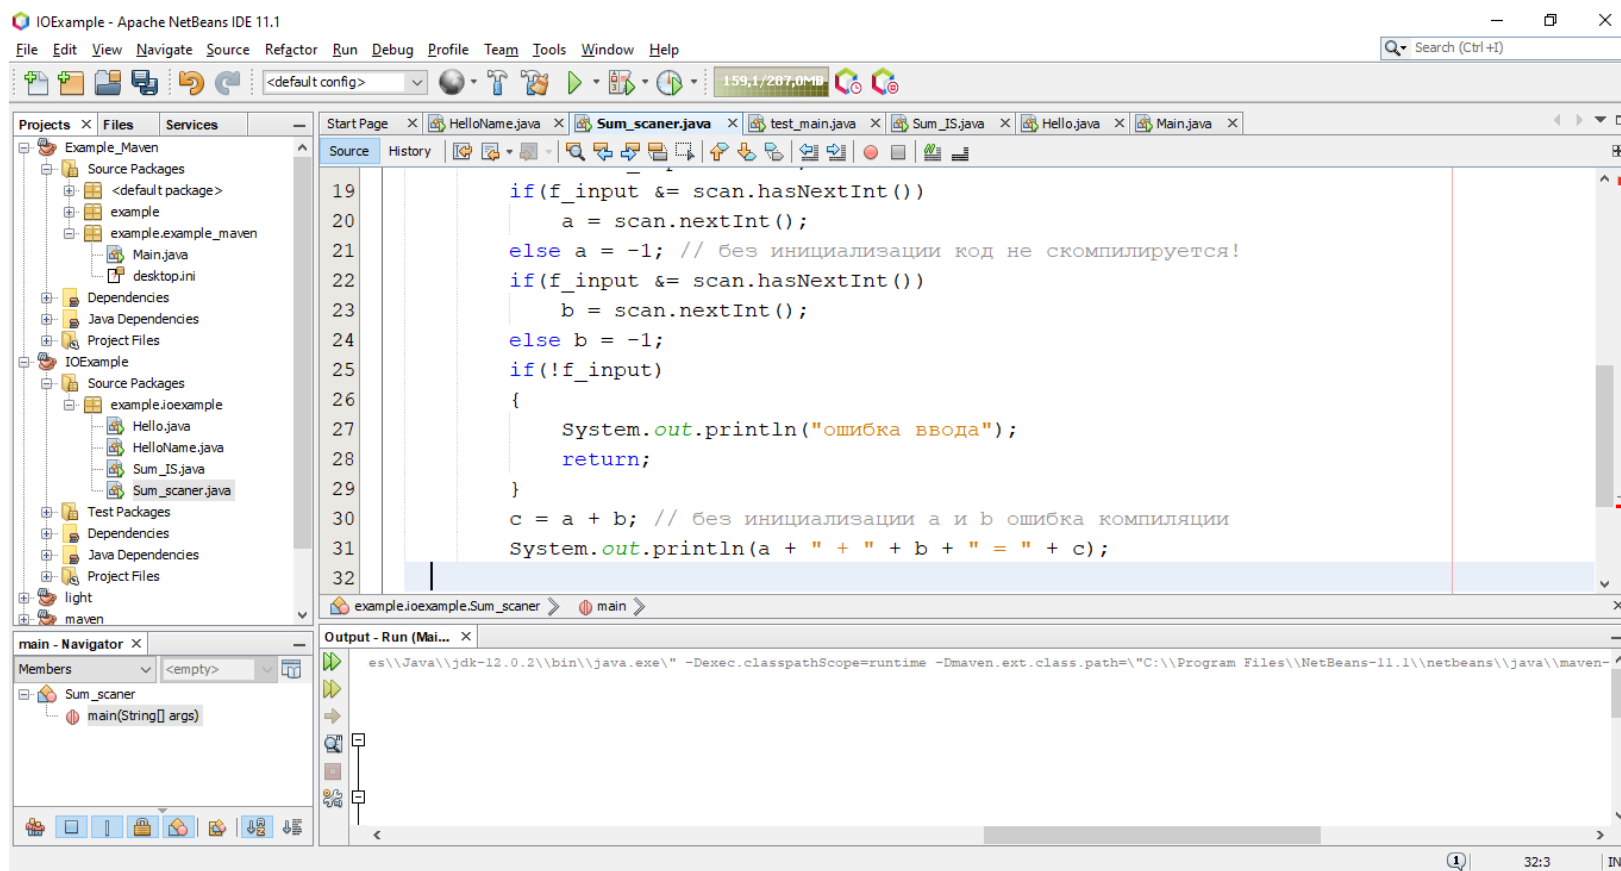 IOExample - Apache NetBeans IDE 11.1
File Edit View Navigate Source Refactor Run Debug Profile Team Tools Window Help
Search (Ctrl+I)
<default config>
159,1/287,0MB
Projects Files Services
Example_Maven
Source Packages
<default package>
example
example.example_maven
Main.java
desktop.ini
Dependencies
Java Dependencies
Project Files
IOExample
Source Packages
example.ioexample
Hello.java
HelloName.java
Sum_IS.java
Sum_scaner.java
Test Packages
Dependencies
Java Dependencies
Project Files
light
maven
Start Page HelloName.java Sum_scaner.java test_main.java Sum_IS.java Hello.java Main.java
Source History
19 if(f_input &= scan.hasNextInt())
20 a = scan.nextInt();
21 else a = -1; // без инициализации код не скомпилируется!
22 if(f_input &= scan.hasNextInt())
23 b = scan.nextInt();
24 else b = -1;
25 if(!f_input)
26 {
27 System.out.println("ошибка ввода");
28 return;
29 }
30 c = a + b; // без инициализации a и b ошибка компиляции
31 System.out.println(a + " + " + b + " = " + c);
32
example.ioexample.Sum_scaner main
main - Navigator
Members <empty>
Sum_scaner
main(String[] args)
Output - Run (Mai...
es\\Java\\jdk-12.0.2\\bin\\java.exe\" -Dexec.classpathScope=runtime -Dmaven.ext.class.path=\"C:\\Program Files\\NetBeans-11.1\\netbeans\\java\\maven-
1 32:3 IN